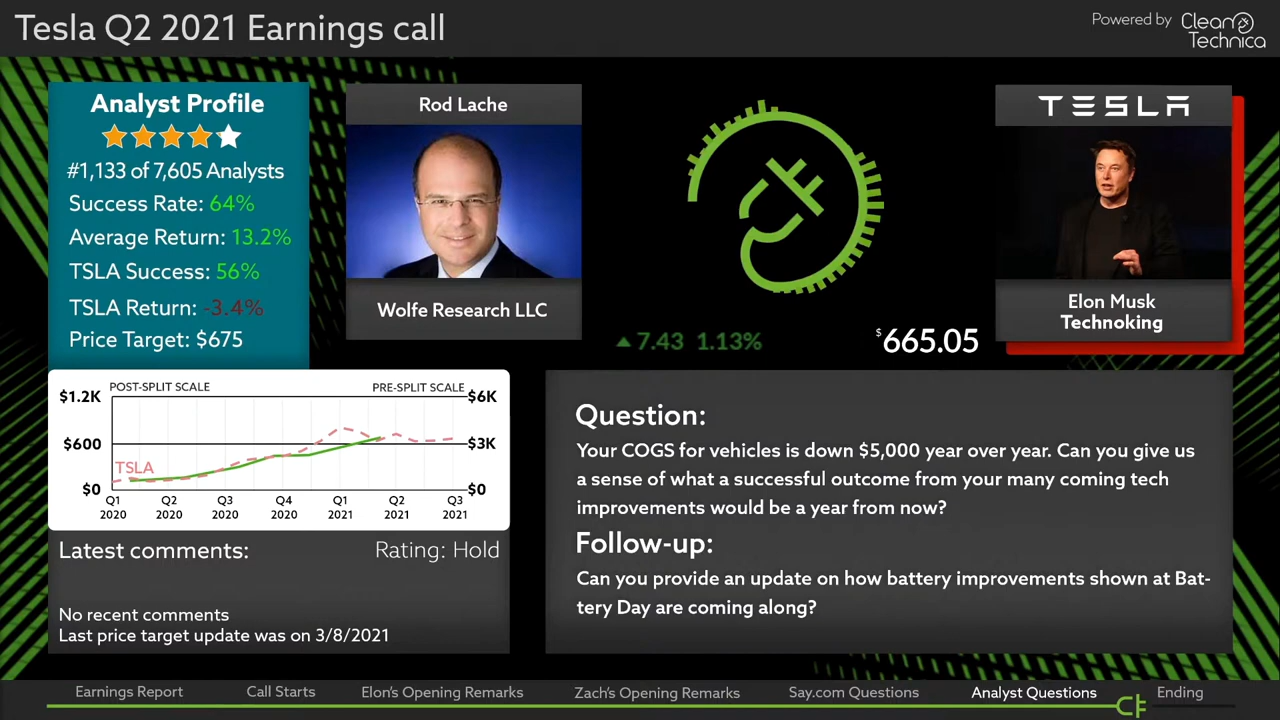 Tesla Q2 2021 Earnings call
Powered by
CleanTechnica
Analyst Profile
#1,133 of 7,605 Analysts
Success Rate: 64%
Average Return: 13.2%
TSLA Success: 56%
TSLA Return: -3.4%
Price Target: $675
Rod Lache
Wolfe Research LLC
▲ 7.43 1.13%
$665.05
TESLA
Elon Musk
Technoking
POST-SPLIT SCALE
PRE-SPLIT SCALE
$1.2K
$6K
$600
$3K
TSLA
$0
$0
Q1 Q2 Q3 Q4 Q1 Q2 Q3
2020 2020 2020 2020 2021 2021 2021
Latest comments:
Rating: Hold
No recent comments
Last price target update was on 3/8/2021
Question:
Your COGS for vehicles is down $5,000 year over year. Can you give us
a sense of what a successful outcome from your many coming tech
improvements would be a year from now?
Follow-up:
Can you provide an update on how battery improvements shown at Bat-
tery Day are coming along?
Earnings Report
Call Starts
Elon's Opening Remarks
Zach's Opening Remarks
Say.com Questions
Analyst Questions
Ending